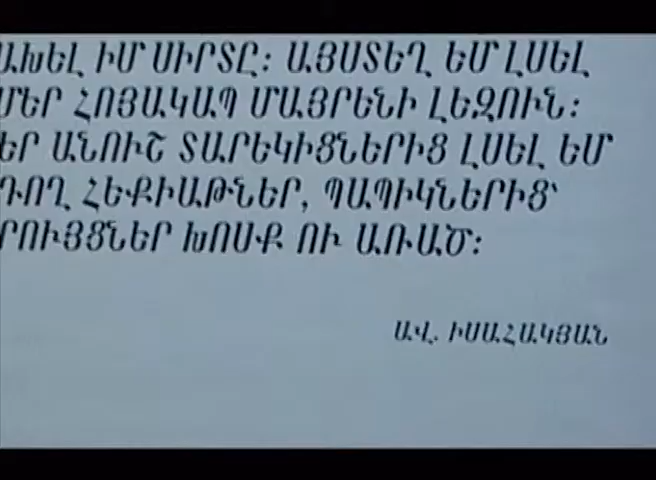 ԱԽԵԼ ԻՄ ՍԻՐՏԸ: ԱՅՍՏԵՂ ԵՄ ԼՍԵԼ
ՄԵՐ ՀՈՅԱԿԱՊ ՄԱՅՐԵՆԻ ԼԵԶՈՒՆ:
ԵՐ ԱՆՈՒՇ ՏԱՐԵԿԻՑՆԵՐԻՑ ԼՍԵԼ ԵՄ
ԴՈՂ ՀԵՔԻԱԹՆԵՐ, ՊԱՊԻԿՆԵՐԻՑ՝
ՐՈՒՅՑՆԵՐ ԽՈՍՔ ՈՒ ԱՌԱԾ:
ԱՎ. ԻՍԱՀԱԿՅԱՆ